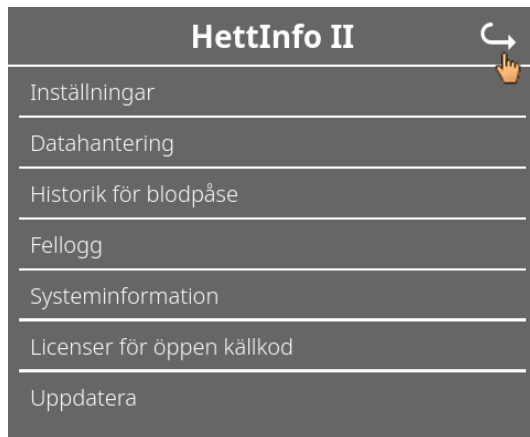 HettInfo II
Inställningar
Datahantering
Historik för blodpåse
Fellogg
Systeminformation
Licenser för öppen källkod
Uppdatera